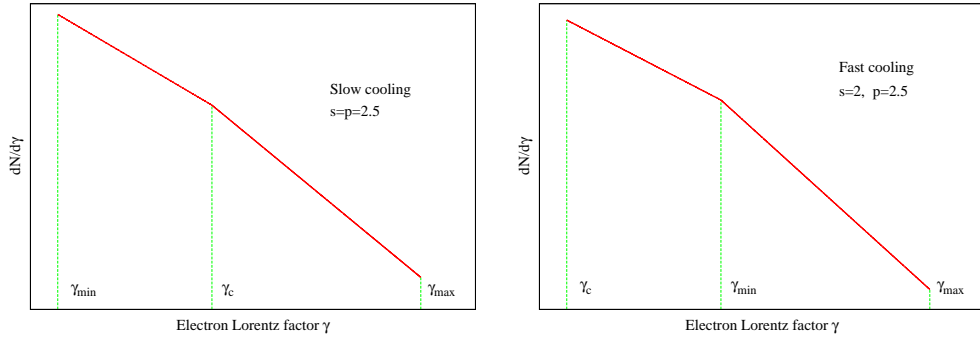 Slow cooling
s=p=2.5
dN/dγ
γmin
γc
γmax
Electron Lorentz factor γ
Fast cooling
s=2, p=2.5
dN/dγ
γc
γmin
γmax
Electron Lorentz factor γ